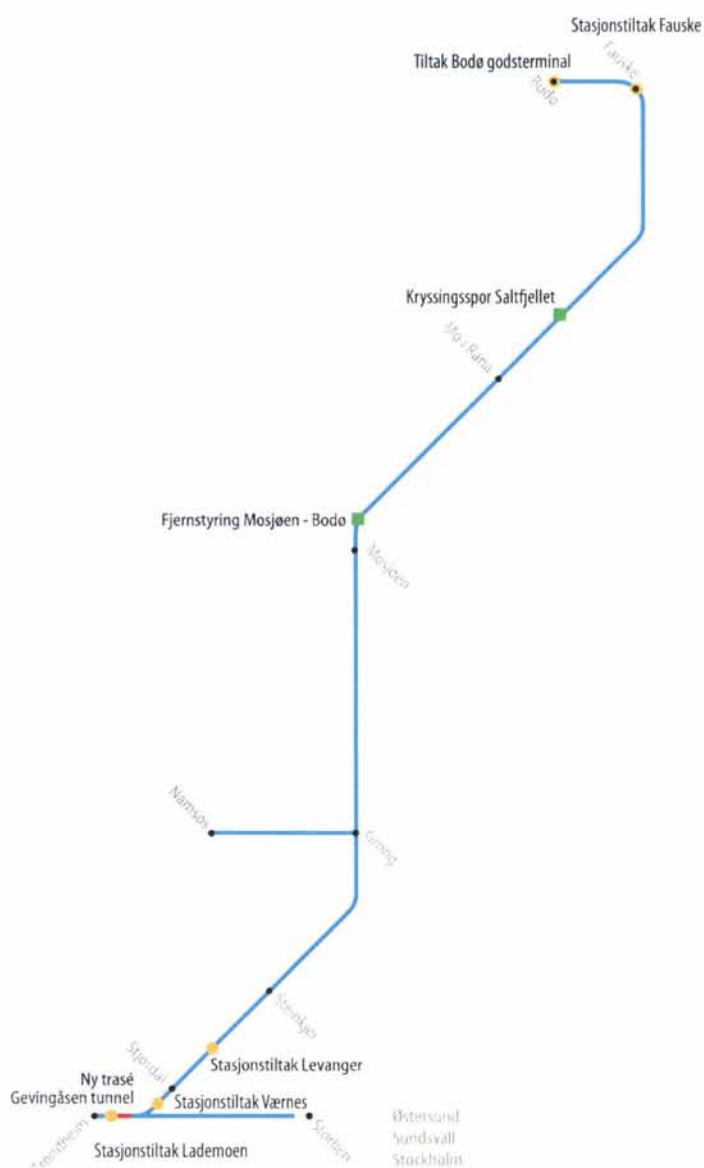 Stasjonstiltak Fauske
Tiltak Bodø godsterminal
Fauske
Bodø
Kryssingsspor Saltfjellet
Mo i Rana
Fjernstyring Mosjøen - Bodø
Mosjøen
Namsos
Grong
Steinkjer
Stjørdal
Stasjonstiltak Levanger
Ny trasé
Gevingåsen tunnel
Stasjonstiltak Værnes
Trondheim
Storlien
Stasjonstiltak Lademoen
Østersund
Sundsvall
Stockholm